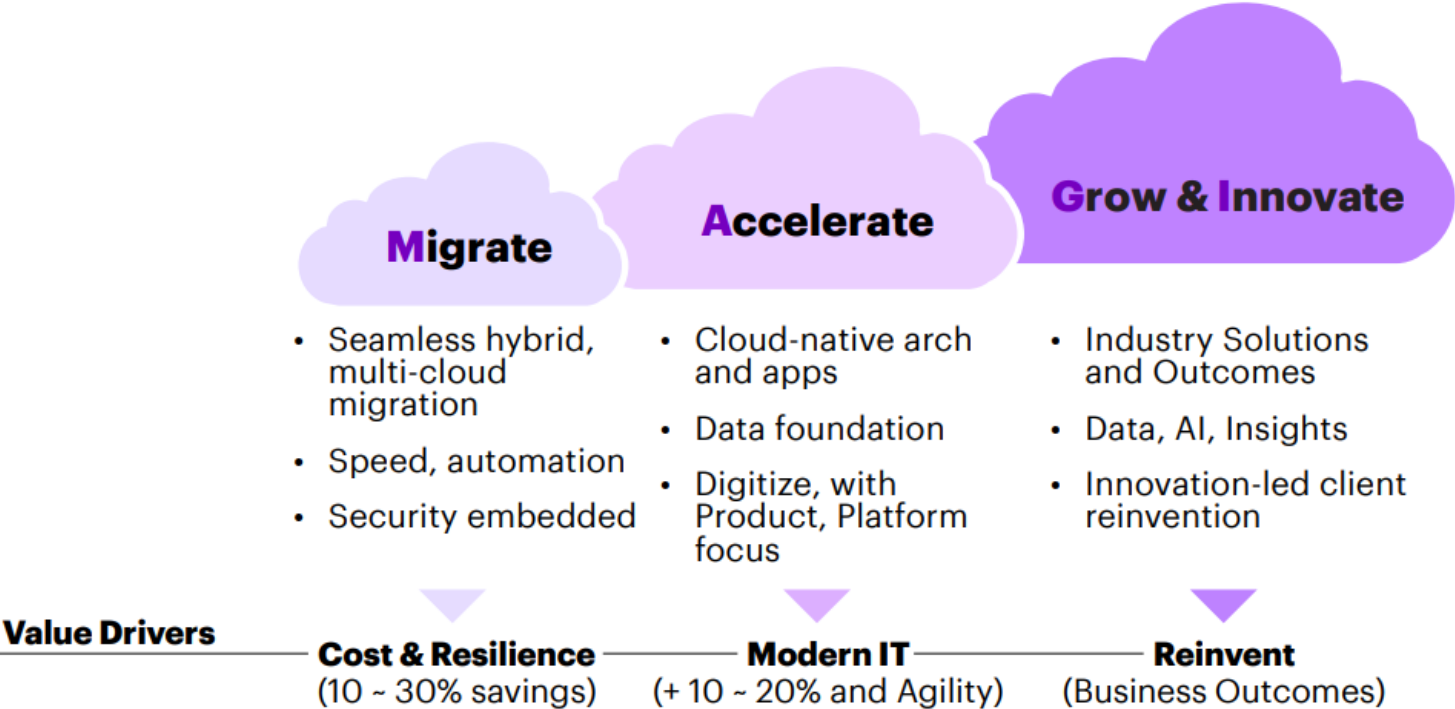 Migrate
Accelerate
Grow & Innovate
• Seamless hybrid,
multi-cloud
migration
• Speed, automation
• Security embedded
• Cloud-native arch
and apps
• Data foundation
• Digitize, with
Product, Platform
focus
• Industry Solutions
and Outcomes
• Data, AI, Insights
• Innovation-led client
reinvention
Value Drivers
Cost & Resilience
(10 ~ 30% savings)
Modern IT
(+ 10 ~ 20% and Agility)
Reinvent
(Business Outcomes)